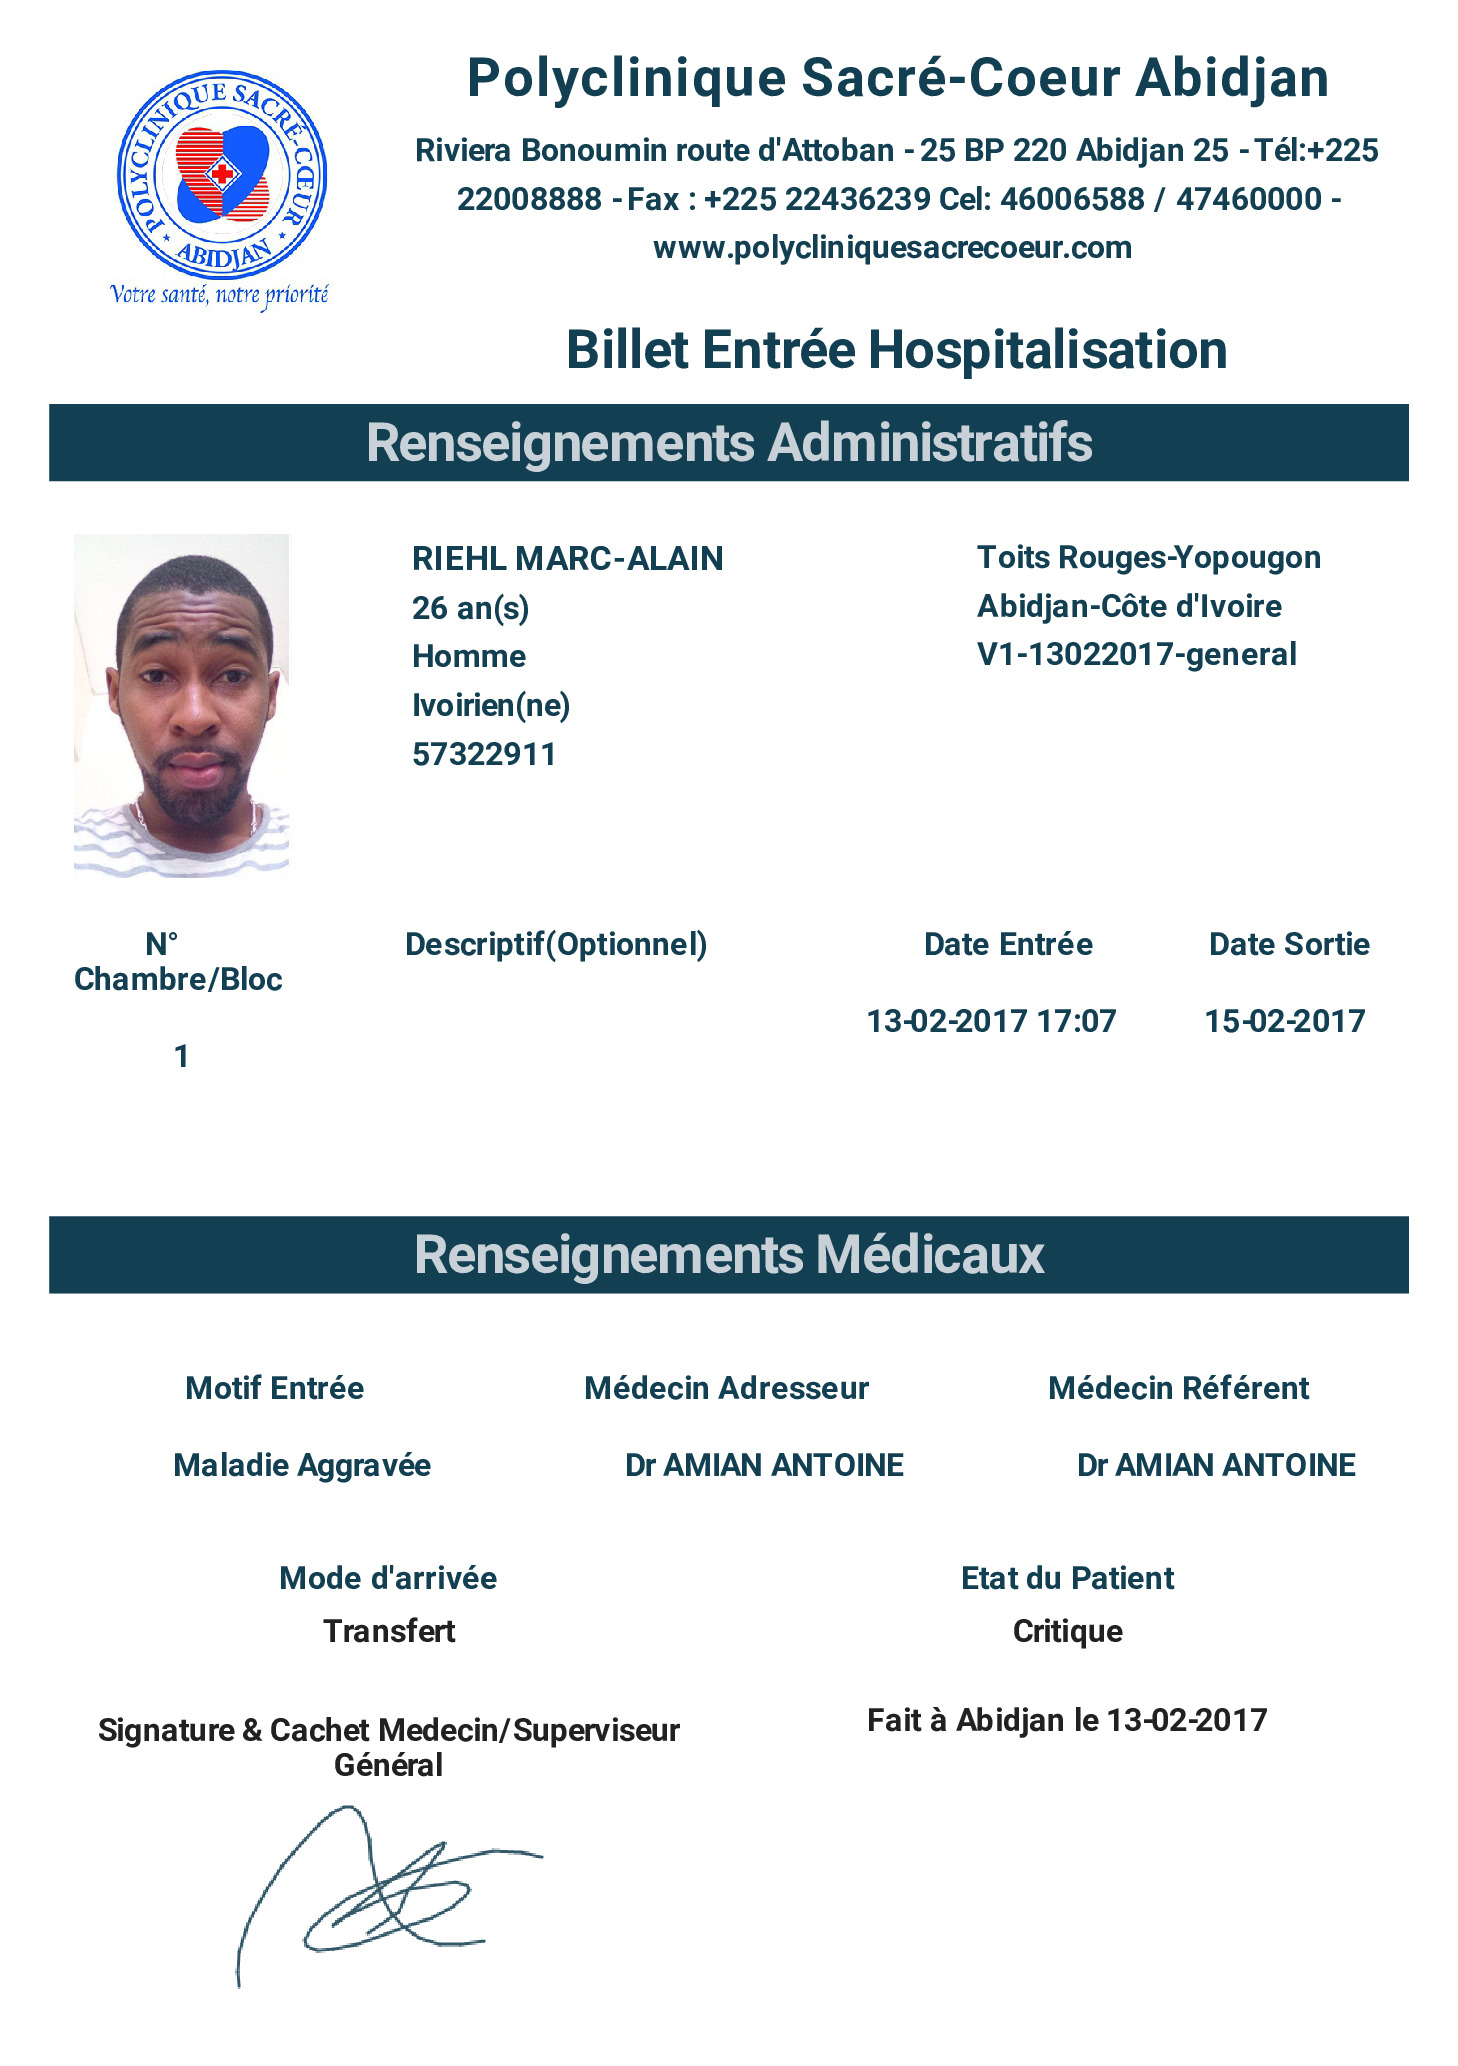 POLYCLINIQUE SACRÉ-CŒUR
ABIDJAN
Votre santé, notre priorité
Polyclinique Sacré-Coeur Abidjan
Riviera Bonoumin route d'Attoban - 25 BP 220 Abidjan 25 - Tél:+225
22008888 - Fax : +225 22436239 Cel: 46006588 / 47460000 -
www.polycliniquesacrecoeur.com
Billet Entrée Hospitalisation
Renseignements Administratifs
RIEHL MARC-ALAIN
26 an(s)
Homme
Ivoirien(ne)
57322911
Toits Rouges-Yopougon
Abidjan-Côte d'Ivoire
V1-13022017-general
N° Descriptif(Optionnel) Date Entrée Date Sortie
Chambre/Bloc
13-02-2017 17:07 15-02-2017
1
Renseignements Médicaux
Motif Entrée Médecin Adresseur Médecin Référent
Maladie Aggravée Dr AMIAN ANTOINE Dr AMIAN ANTOINE
Mode d'arrivée Etat du Patient
Transfert Critique
Signature & Cachet Medecin/Superviseur
Général
Fait à Abidjan le 13-02-2017